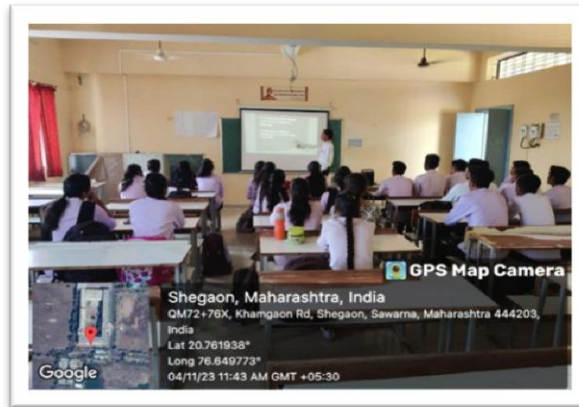 GPS Map Camera
Shegaon, Maharashtra, India
QM72+76X, Khamgaon Rd, Shegaon, Sawarna, Maharashtra 444203,
India
Lat 20.761938°
Long 76.649773°
04/11/23 11:43 AM GMT +05:30
Google